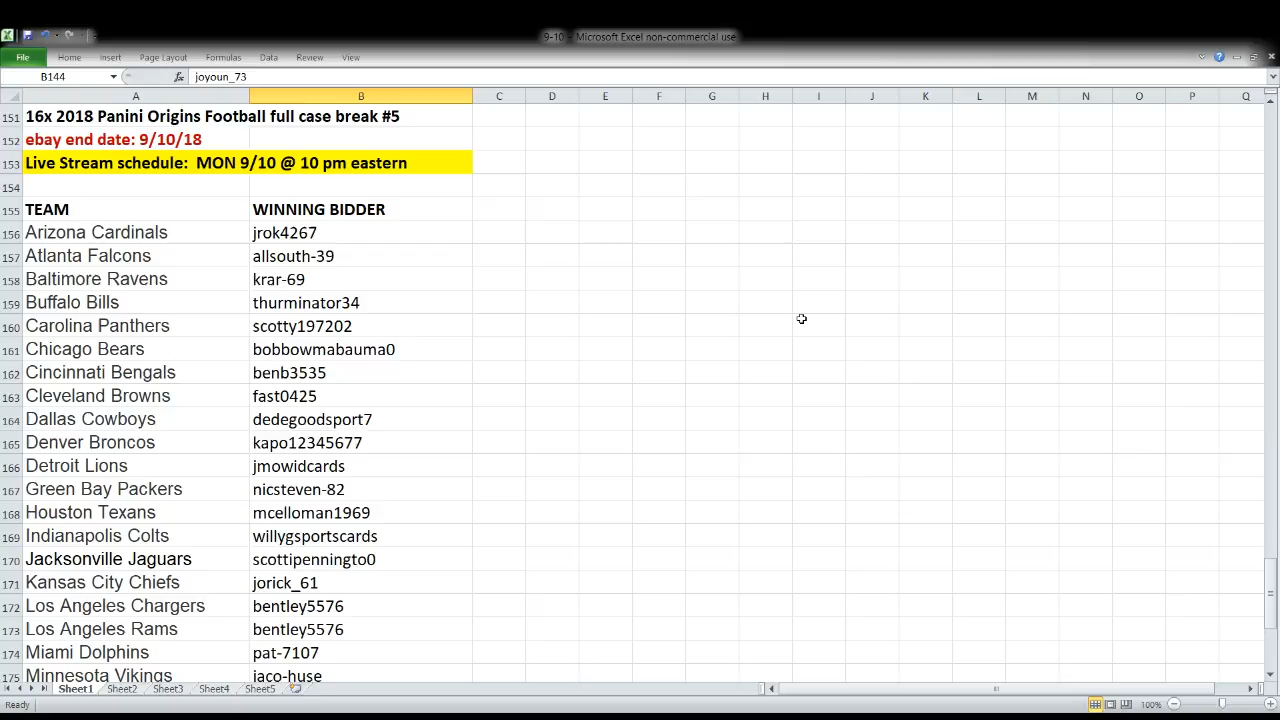 9-10 - Microsoft Excel non-commercial use
File Home Insert Page Layout Formulas Data Review View
B144 fx joyoun_73
A B C D E F G H I J K L M N O P Q
151 16x 2018 Panini Origins Football full case break #5
152 ebay end date: 9/10/18
153 Live Stream schedule: MON 9/10 @ 10 pm eastern
154
155 TEAM WINNING BIDDER
156 Arizona Cardinals jrok4267
157 Atlanta Falcons allsouth-39
158 Baltimore Ravens krar-69
159 Buffalo Bills thurminator34
160 Carolina Panthers scotty197202
161 Chicago Bears bobbowmabauma0
162 Cincinnati Bengals benb3535
163 Cleveland Browns fast0425
164 Dallas Cowboys dedegoodsport7
165 Denver Broncos kapo12345677
166 Detroit Lions jmowidcards
167 Green Bay Packers nicsteven-82
168 Houston Texans mcelloman1969
169 Indianapolis Colts willygsportscards
170 Jacksonville Jaguars scottipenningto0
171 Kansas City Chiefs jorick_61
172 Los Angeles Chargers bentley5576
173 Los Angeles Rams bentley5576
174 Miami Dolphins pat-7107
175 Minnesota Vikings jaco-huse
Sheet1 Sheet2 Sheet3 Sheet4 Sheet5
Ready 100%